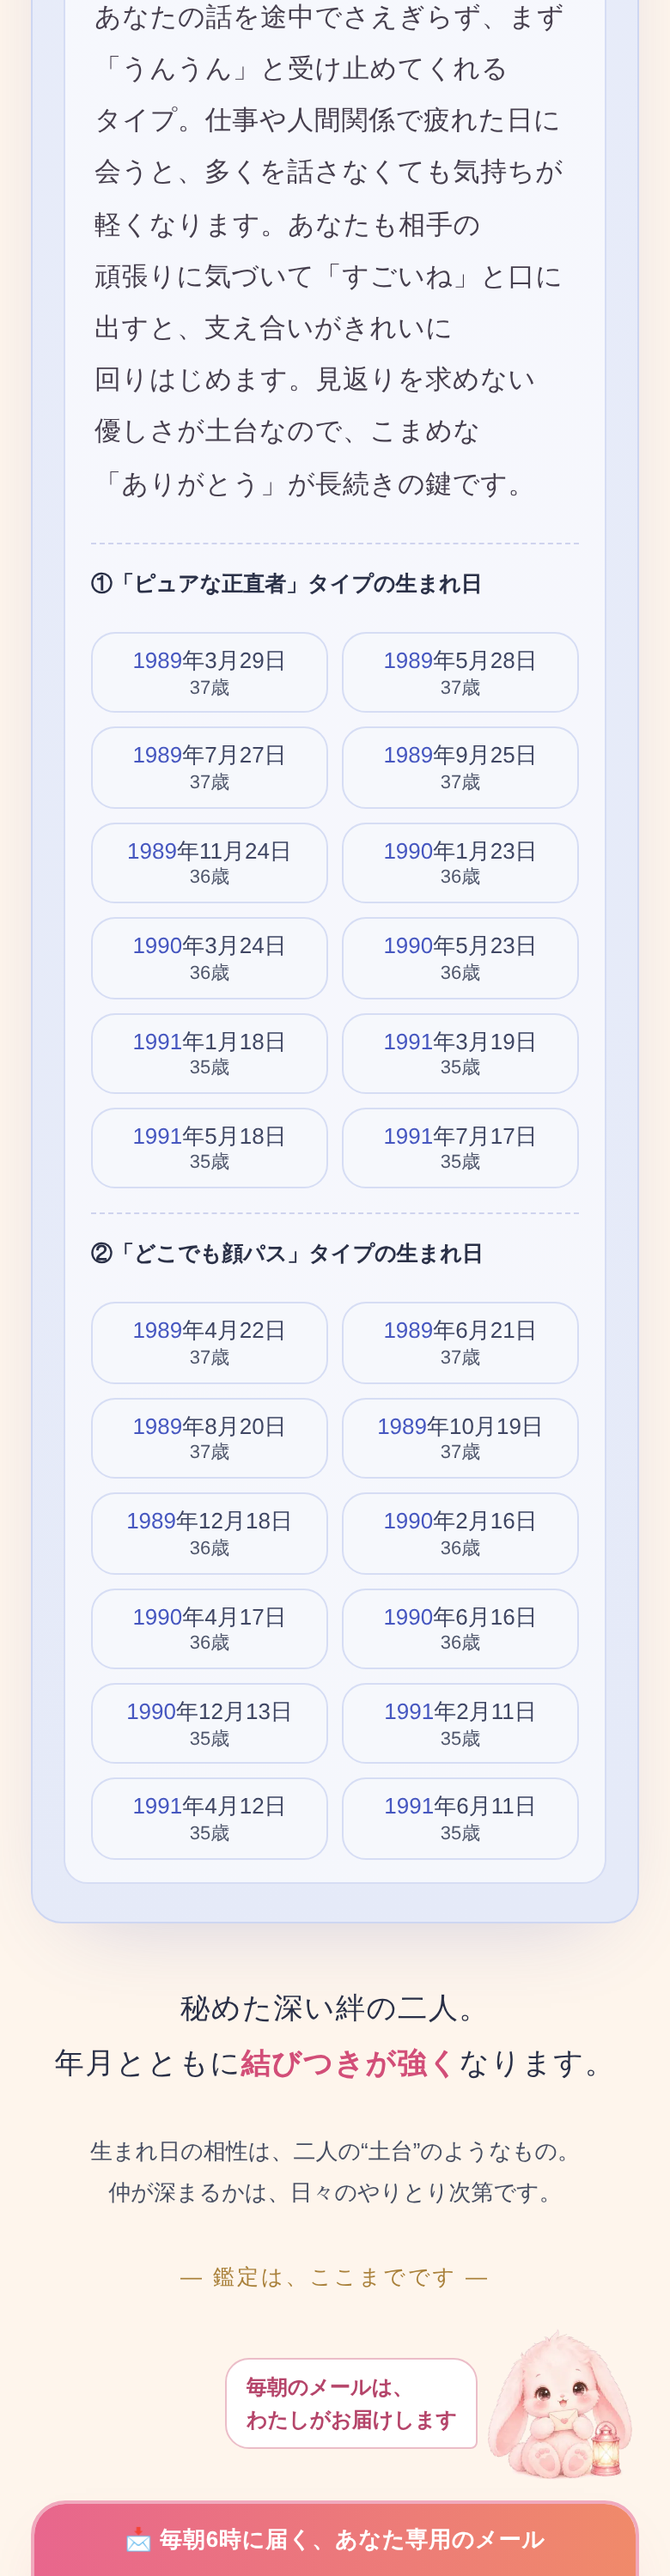 あなたの話を途中でさえぎらず、まず
「うんうん」と受け止めてくれる
タイプ。仕事や人間関係で疲れた日に
会うと、多くを話さなくても気持ちが
軽くなります。あなたも相手の
頑張りに気づいて「すごいね」と口に
出すと、支え合いがきれいに
回りはじめます。見返りを求めない
優しさが土台なので、こまめな
「ありがとう」が長続きの鍵です。
①「ピュアな正直者」タイプの生まれ日
1989年3月29日
37歳
1989年5月28日
37歳
1989年7月27日
37歳
1989年9月25日
37歳
1989年11月24日
36歳
1990年1月23日
36歳
1990年3月24日
36歳
1990年5月23日
36歳
1991年1月18日
35歳
1991年3月19日
35歳
1991年5月18日
35歳
1991年7月17日
35歳
②「どこでも顔パス」タイプの生まれ日
1989年4月22日
37歳
1989年6月21日
37歳
1989年8月20日
37歳
1989年10月19日
37歳
1989年12月18日
36歳
1990年2月16日
36歳
1990年4月17日
36歳
1990年6月16日
36歳
1990年12月13日
35歳
1991年2月11日
35歳
1991年4月12日
35歳
1991年6月11日
35歳
秘めた深い絆の二人。
年月とともに結びつきが強くなります。
生まれ日の相性は、二人の“土台”のようなもの。
仲が深まるかは、日々のやりとり次第です。
— 鑑定は、ここまでです —
毎朝のメールは、
わたしがお届けします
📩 毎朝6時に届く、あなた専用のメール